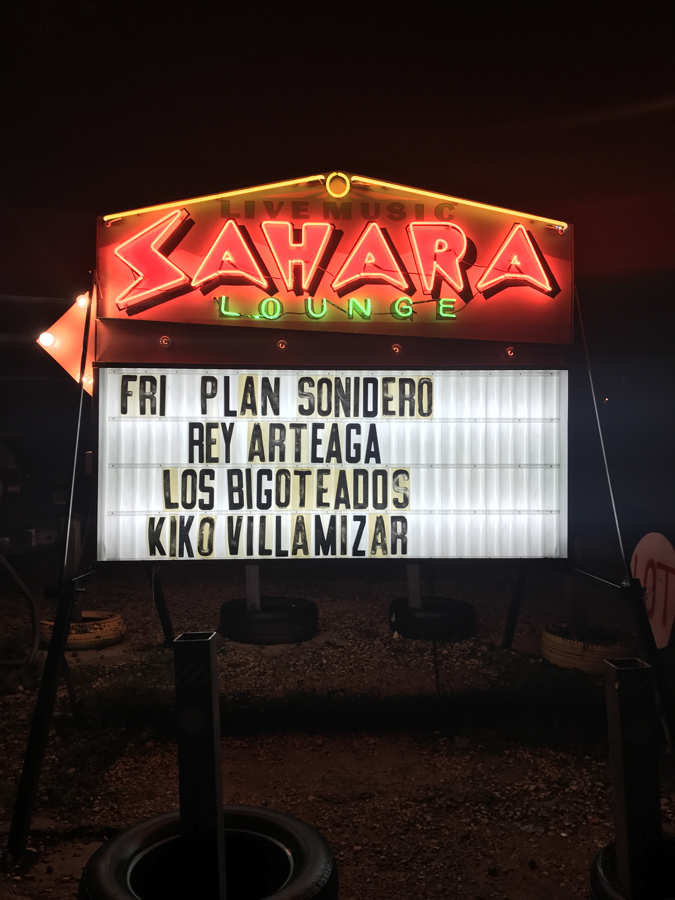 LIVE MUSIC
SAHARA
LOUNGE
FRI PLAN SONIDERO
REY ARTEAGA
LOS BIGOTEADOS
KIKO VILLAMIZAR